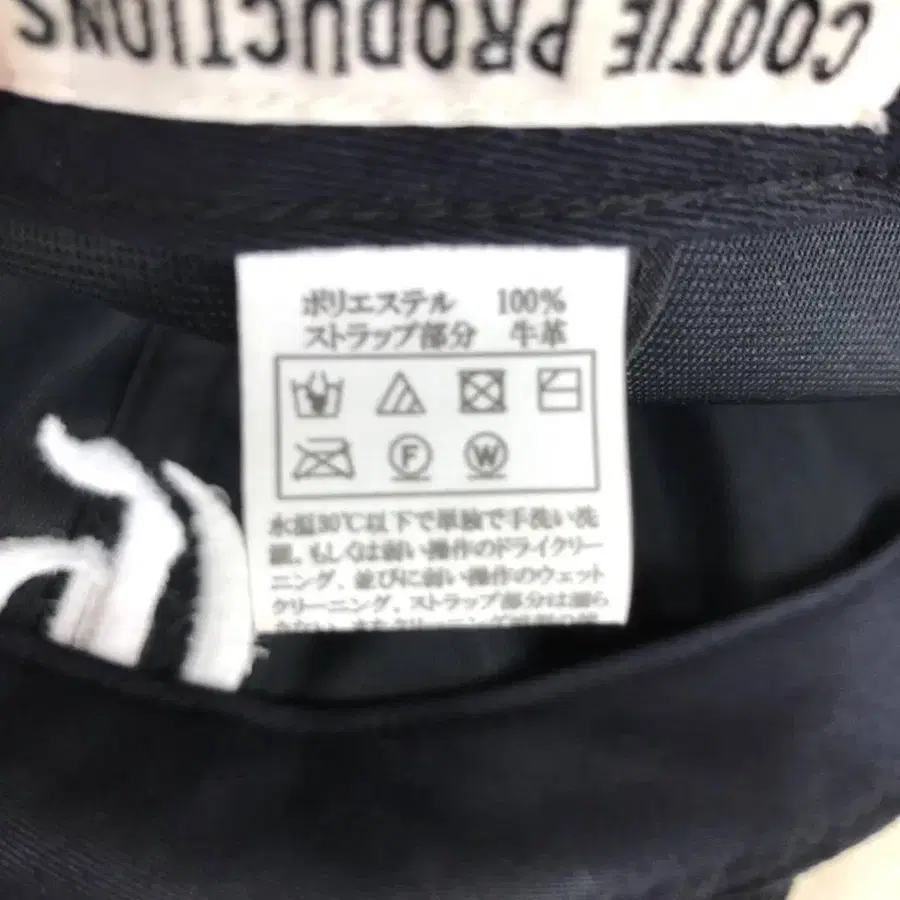 COOTIE PRODUCTIONS
ポリエステル 100%
ストラップ部分 牛革
F W
水温30℃以下で単独で手洗い洗
濯、もしくは弱い操作のドライクリー
ニング、並びに弱い操作のウェット
クリーニング、ストラップ部分は濡ら
さない